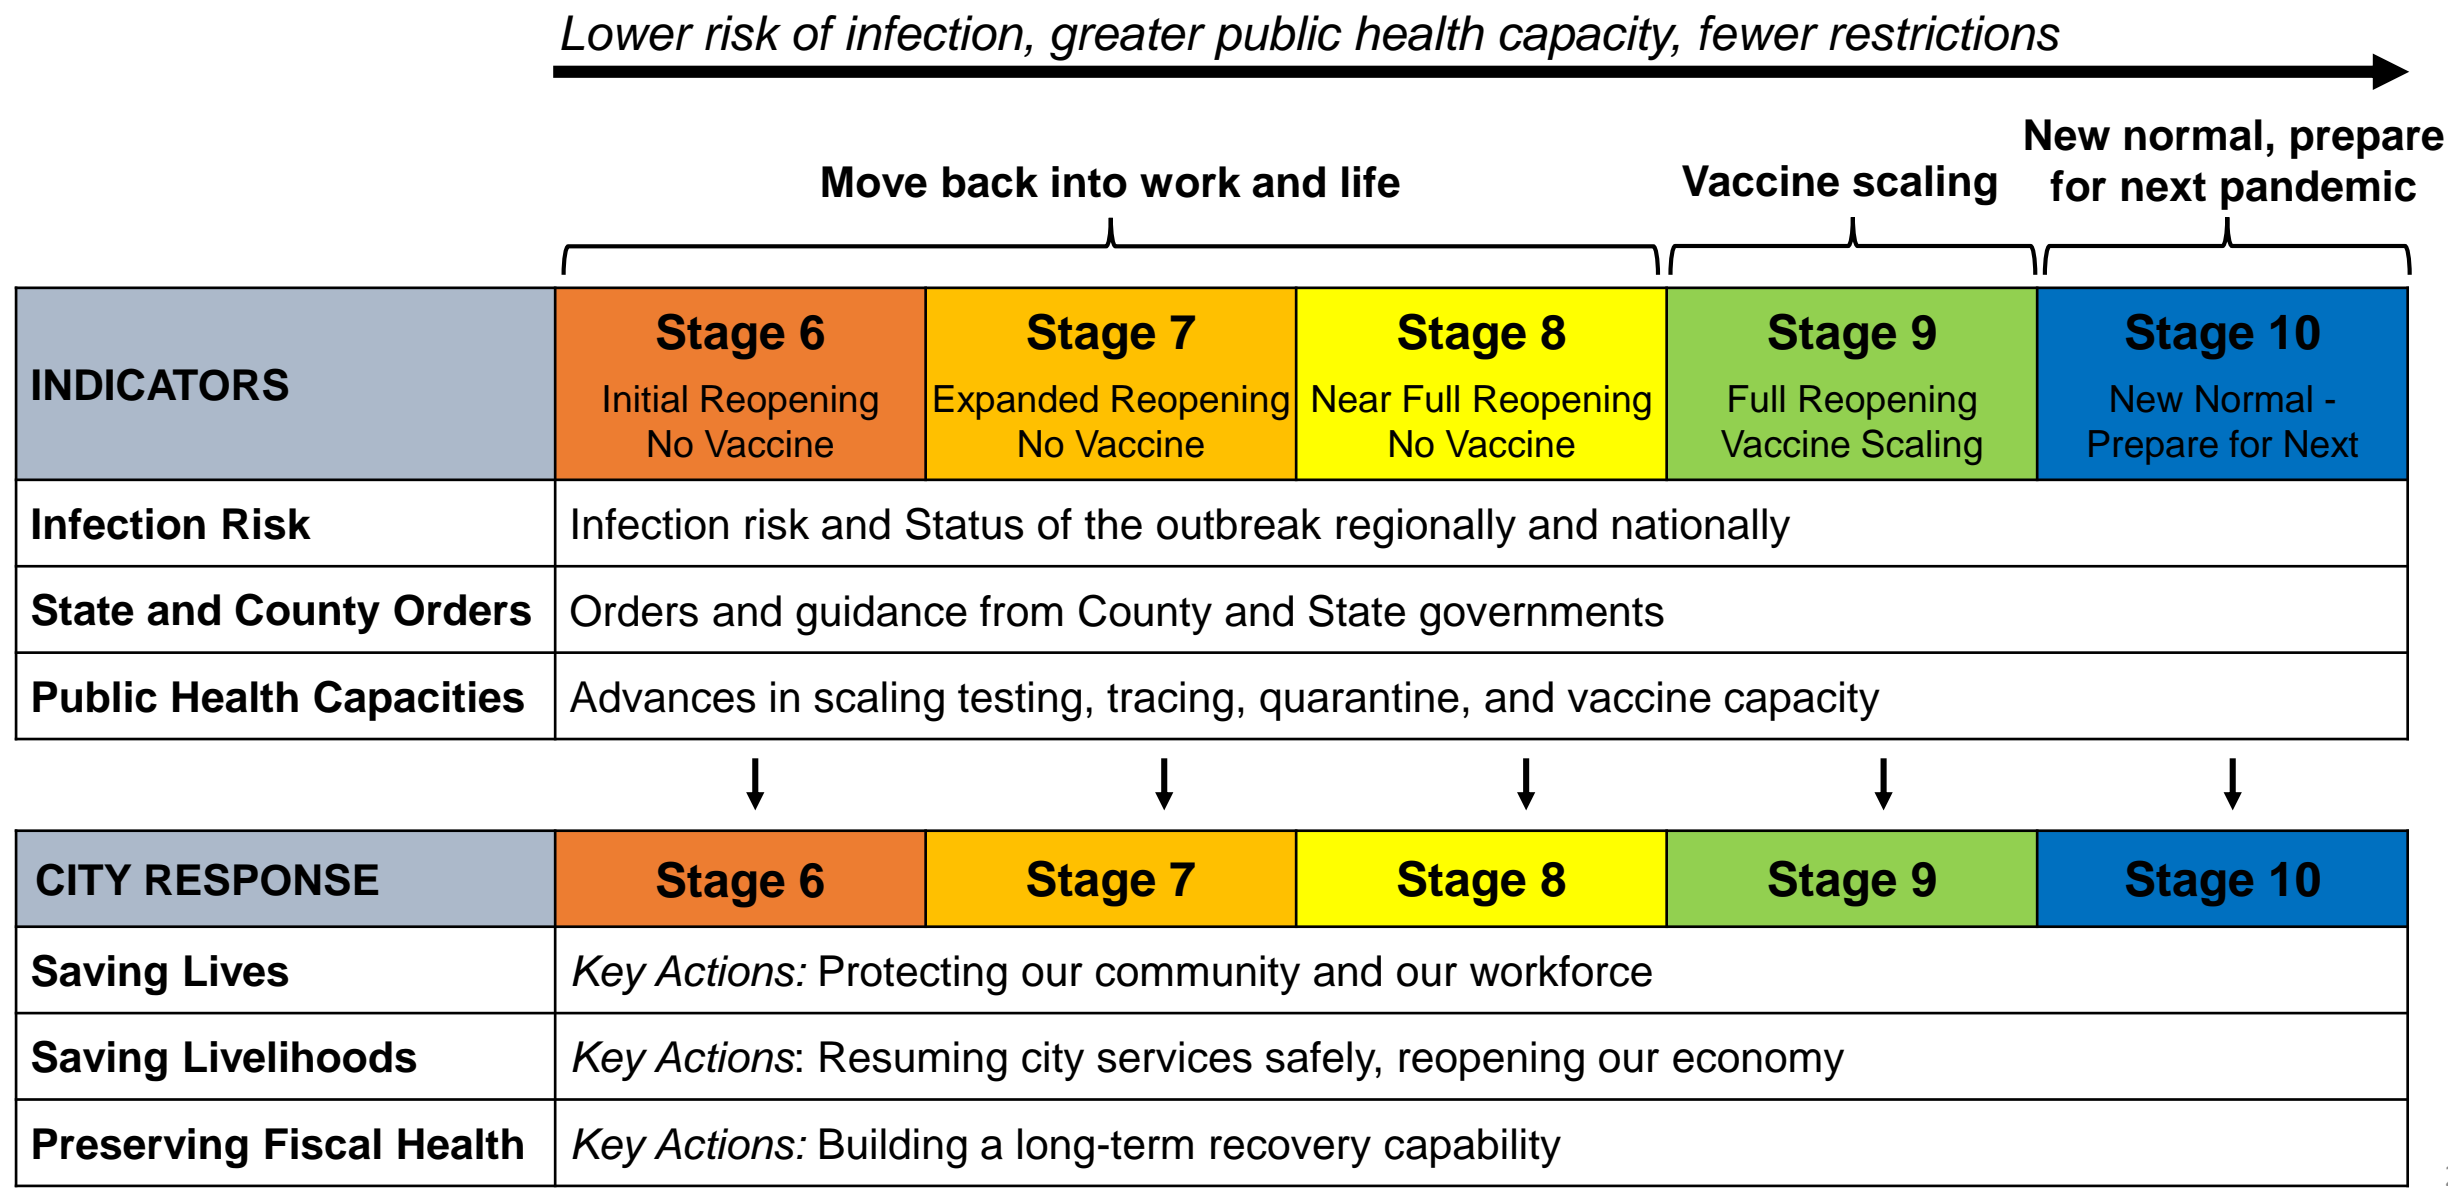 Lower risk of infection, greater public health capacity, fewer restrictions
Move back into work and life
Vaccine scaling
New normal, prepare
for next pandemic
INDICATORS
Stage 6
Initial Reopening
No Vaccine
Stage 7
Expanded Reopening
No Vaccine
Stage 8
Near Full Reopening
No Vaccine
Stage 9
Full Reopening
Vaccine Scaling
Stage 10
New Normal -
Prepare for Next
Infection Risk
Infection risk and Status of the outbreak regionally and nationally
State and County Orders
Orders and guidance from County and State governments
Public Health Capacities
Advances in scaling testing, tracing, quarantine, and vaccine capacity
CITY RESPONSE
Stage 6
Stage 7
Stage 8
Stage 9
Stage 10
Saving Lives
Key Actions: Protecting our community and our workforce
Saving Livelihoods
Key Actions: Resuming city services safely, reopening our economy
Preserving Fiscal Health
Key Actions: Building a long-term recovery capability